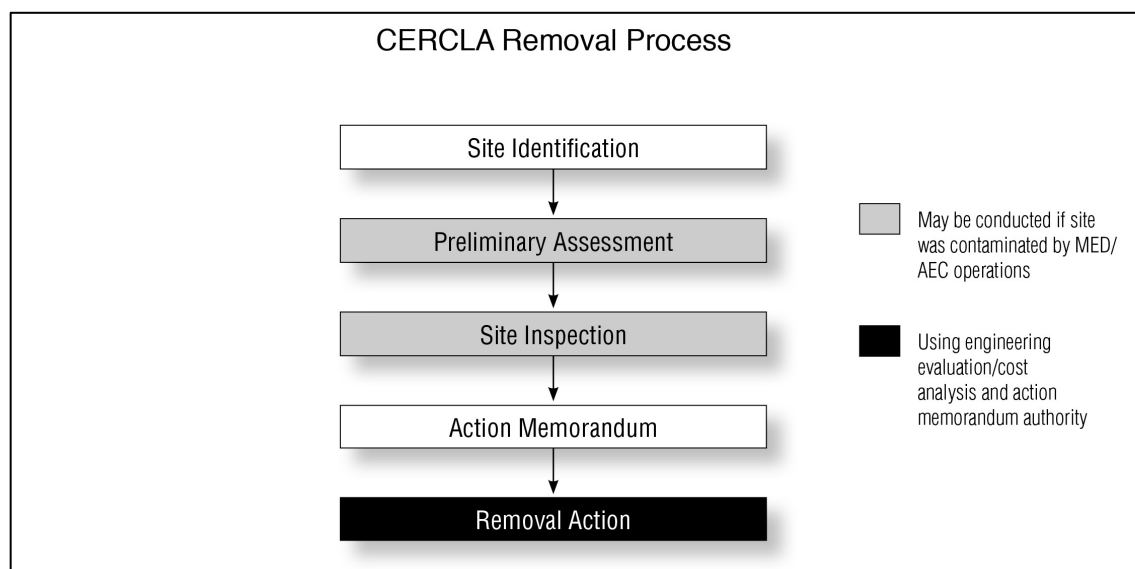 CERCLA Removal Process
Site Identification
Preliminary Assessment
Site Inspection
Action Memorandum
Removal Action
May be conducted if site
was contaminated by MED/
AEC operations
Using engineering
evaluation/cost
analysis and action
memorandum authority